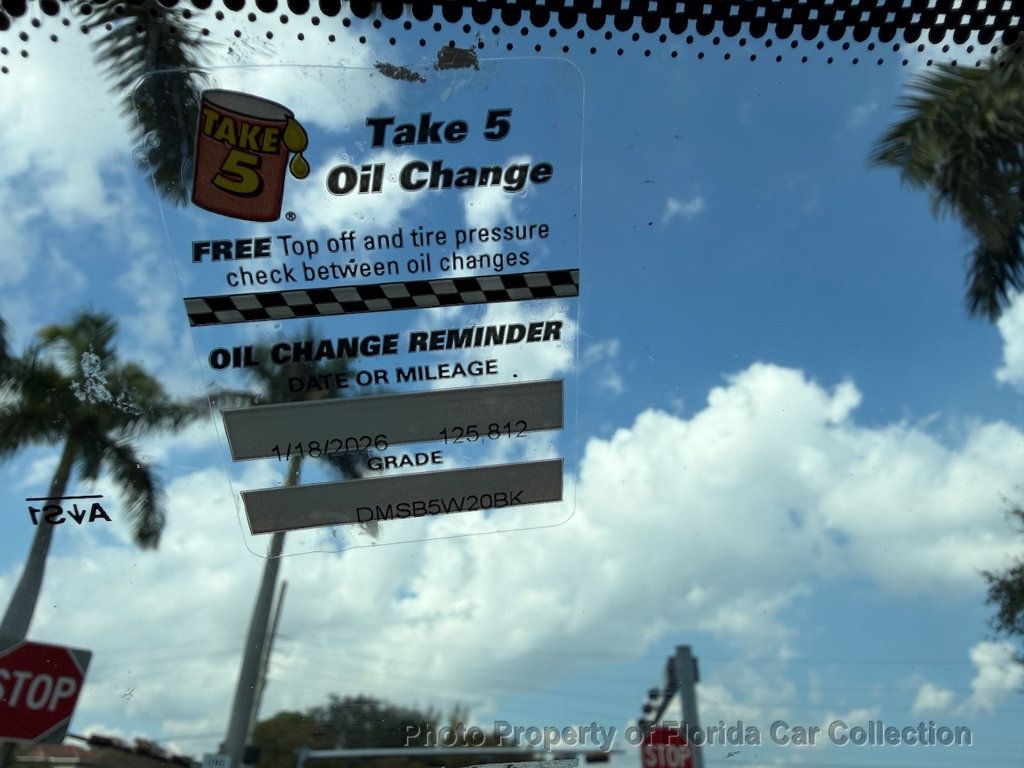 TAKE
5
®
Take 5
Oil Change
FREE Top off and tire pressure
check between oil changes
OIL CHANGE REMINDER
DATE OR MILEAGE
1/18/2026 125,812
GRADE
DMSB5W20BK
STOP
STOP
Photo Property of Florida Car Collection